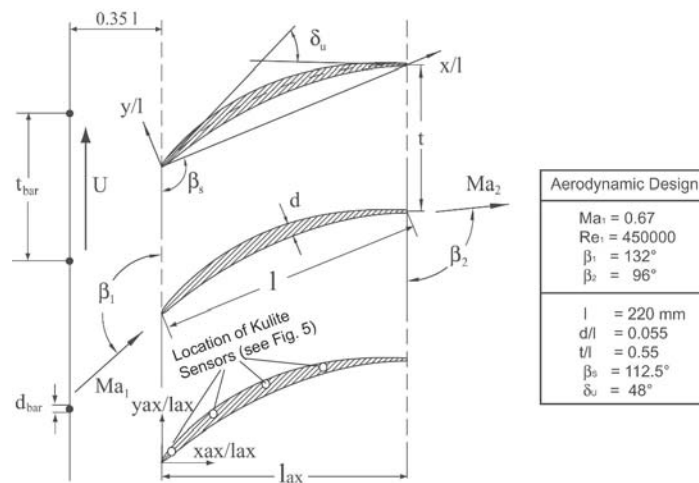 0.35 l
δu
x/l
y/l
βs
t
tbar
U
Ma2
d
β1
l
β2
Location of Kulite
Sensors (see Fig. 5)
Ma1
dbar
yax/lax
xax/lax
lax
Aerodynamic Design
Ma1 = 0.67
Re1 = 450000
β1 = 132°
β2 = 96°
l = 220 mm
d/l = 0.055
t/l = 0.55
βs = 112.5°
δu = 48°